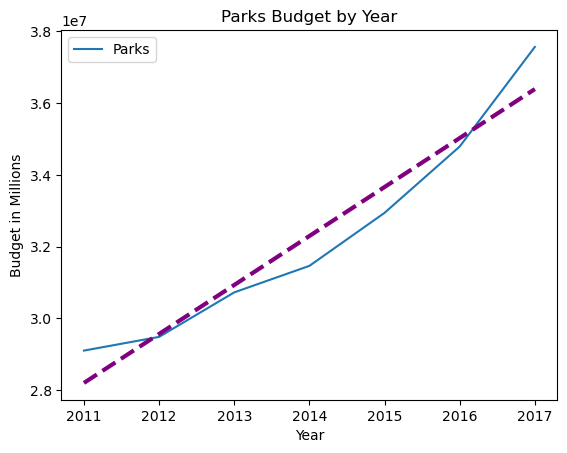 Parks Budget by Year
1e7
Parks
3.8
3.6
3.4
3.2
3.0
2.8
Budget in Millions
2011 2012 2013 2014 2015 2016 2017
Year